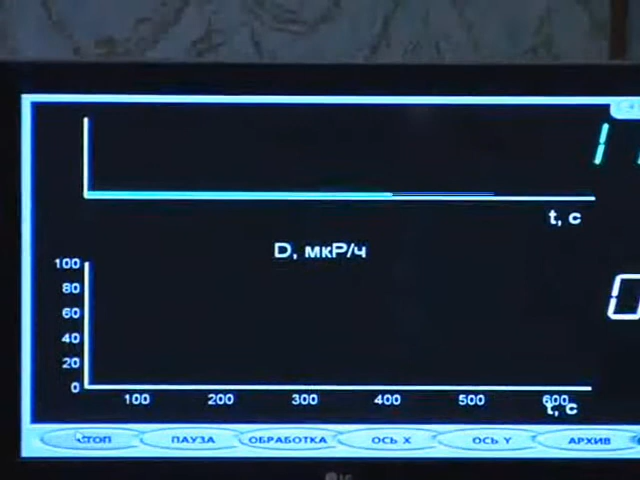 t, c
D, мкР/ч
100
80
60
40
20
0
100 200 300 400 500 600
t, c
СТОП ПАУЗА ОБРАБОТКА ОСЬ X ОСЬ Y АРХИВ
LG